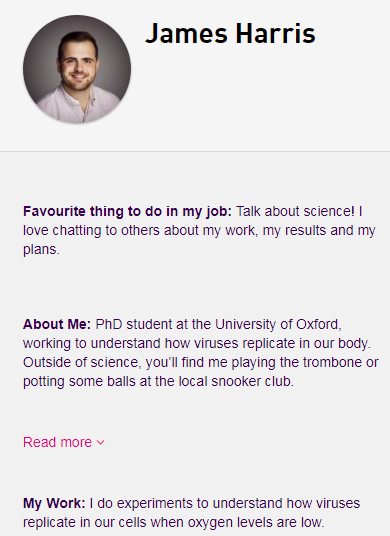 James Harris
Favourite thing to do in my job: Talk about science! I
love chatting to others about my work, my results and my
plans.
About Me: PhD student at the University of Oxford,
working to understand how viruses replicate in our body.
Outside of science, you’ll find me playing the trombone or
potting some balls at the local snooker club.
Read more
My Work: I do experiments to understand how viruses
replicate in our cells when oxygen levels are low.